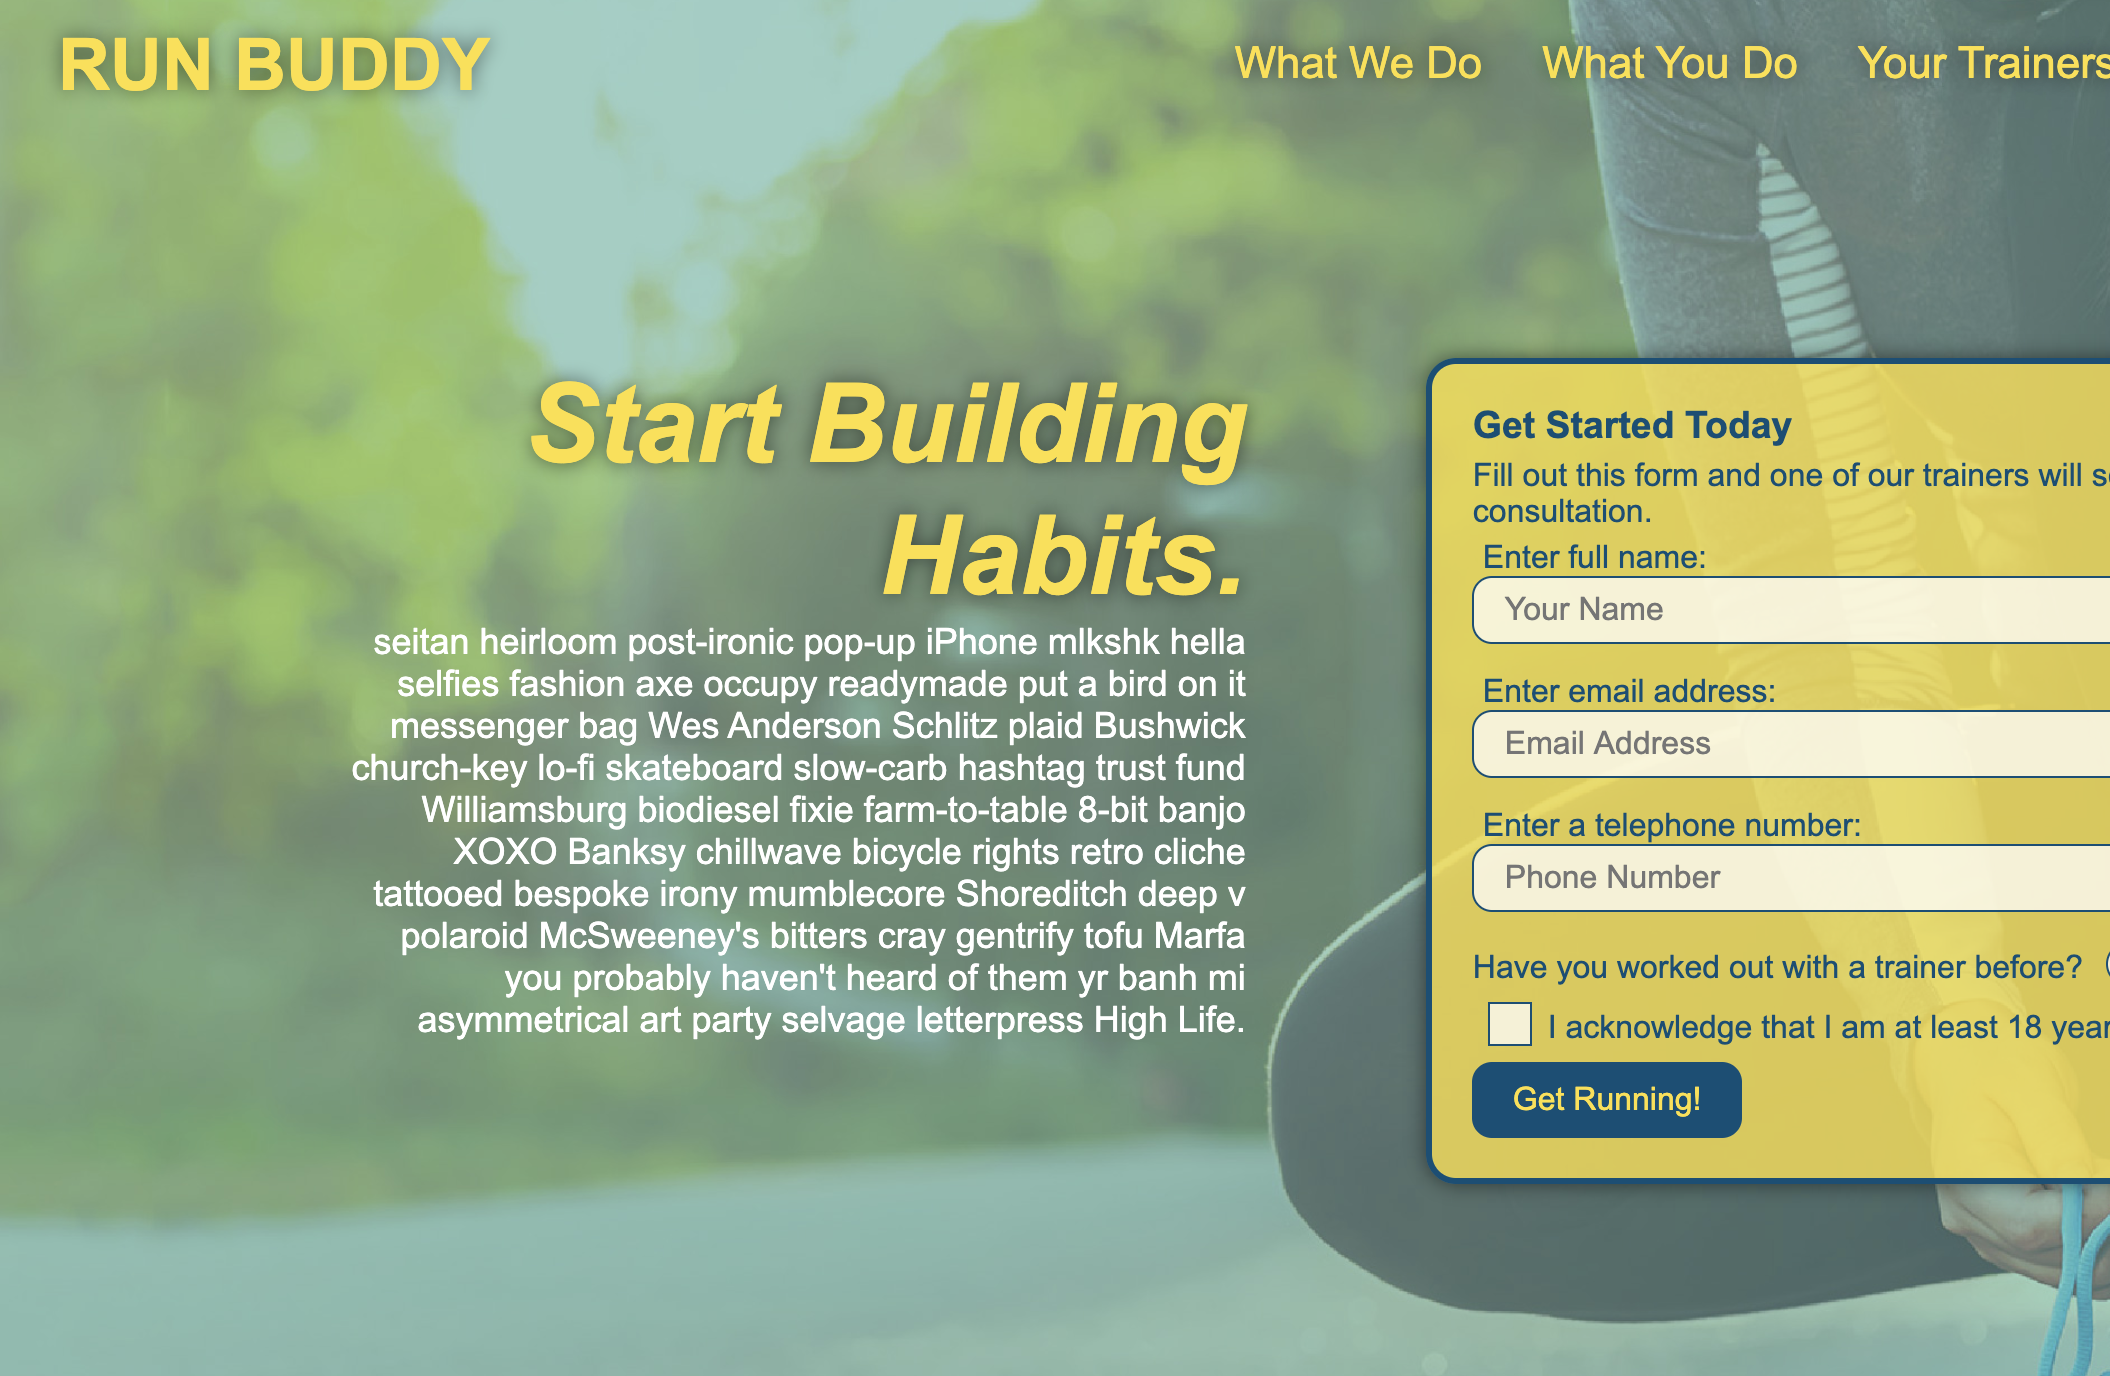 RUN BUDDY
What We Do
What You Do
Your Trainers
Start Building
Habits.
seitan heirloom post-ironic pop-up iPhone mlkshk hella
selfies fashion axe occupy readymade put a bird on it
messenger bag Wes Anderson Schlitz plaid Bushwick
church-key lo-fi skateboard slow-carb hashtag trust fund
Williamsburg biodiesel fixie farm-to-table 8-bit banjo
XOXO Banksy chillwave bicycle rights retro cliche
tattooed bespoke irony mumblecore Shoreditch deep v
polaroid McSweeney's bitters cray gentrify tofu Marfa
you probably haven't heard of them yr banh mi
asymmetrical art party selvage letterpress High Life.
Get Started Today
Fill out this form and one of our trainers will
consultation.
Enter full name:
Your Name
Enter email address:
Email Address
Enter a telephone number:
Phone Number
Have you worked out with a trainer before?
I acknowledge that I am at least 18
Get Running!